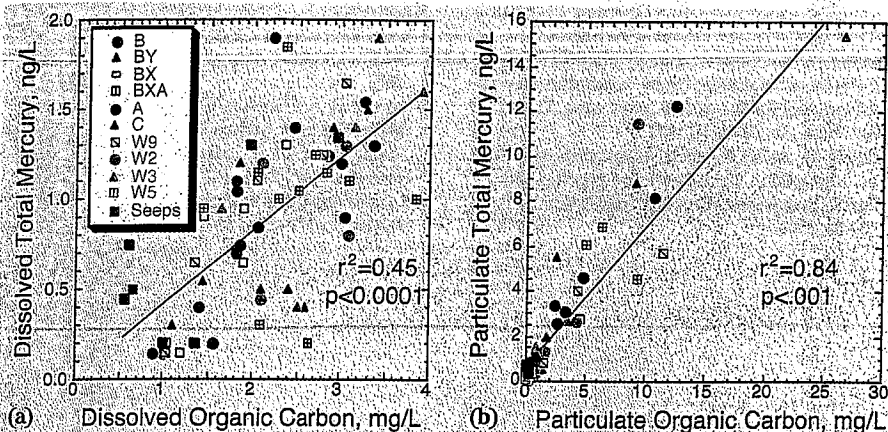 2.0
1.5
1.0
0.5
0.0
Dissolved Total Mercury, ng/L
B
BY
BX
BXA
A
C
W9
W2
W3
W5
Seeps
r²=0.45
p<0.0001
0
1
2
3
4
(a) Dissolved Organic Carbon, mg/L
16
14
12
10
8
6
4
2
0
Particulate Total Mercury, ng/L
r²=0.84
p<.001
0
5
10
15
20
25
30
(b) Particulate Organic Carbon, mg/L